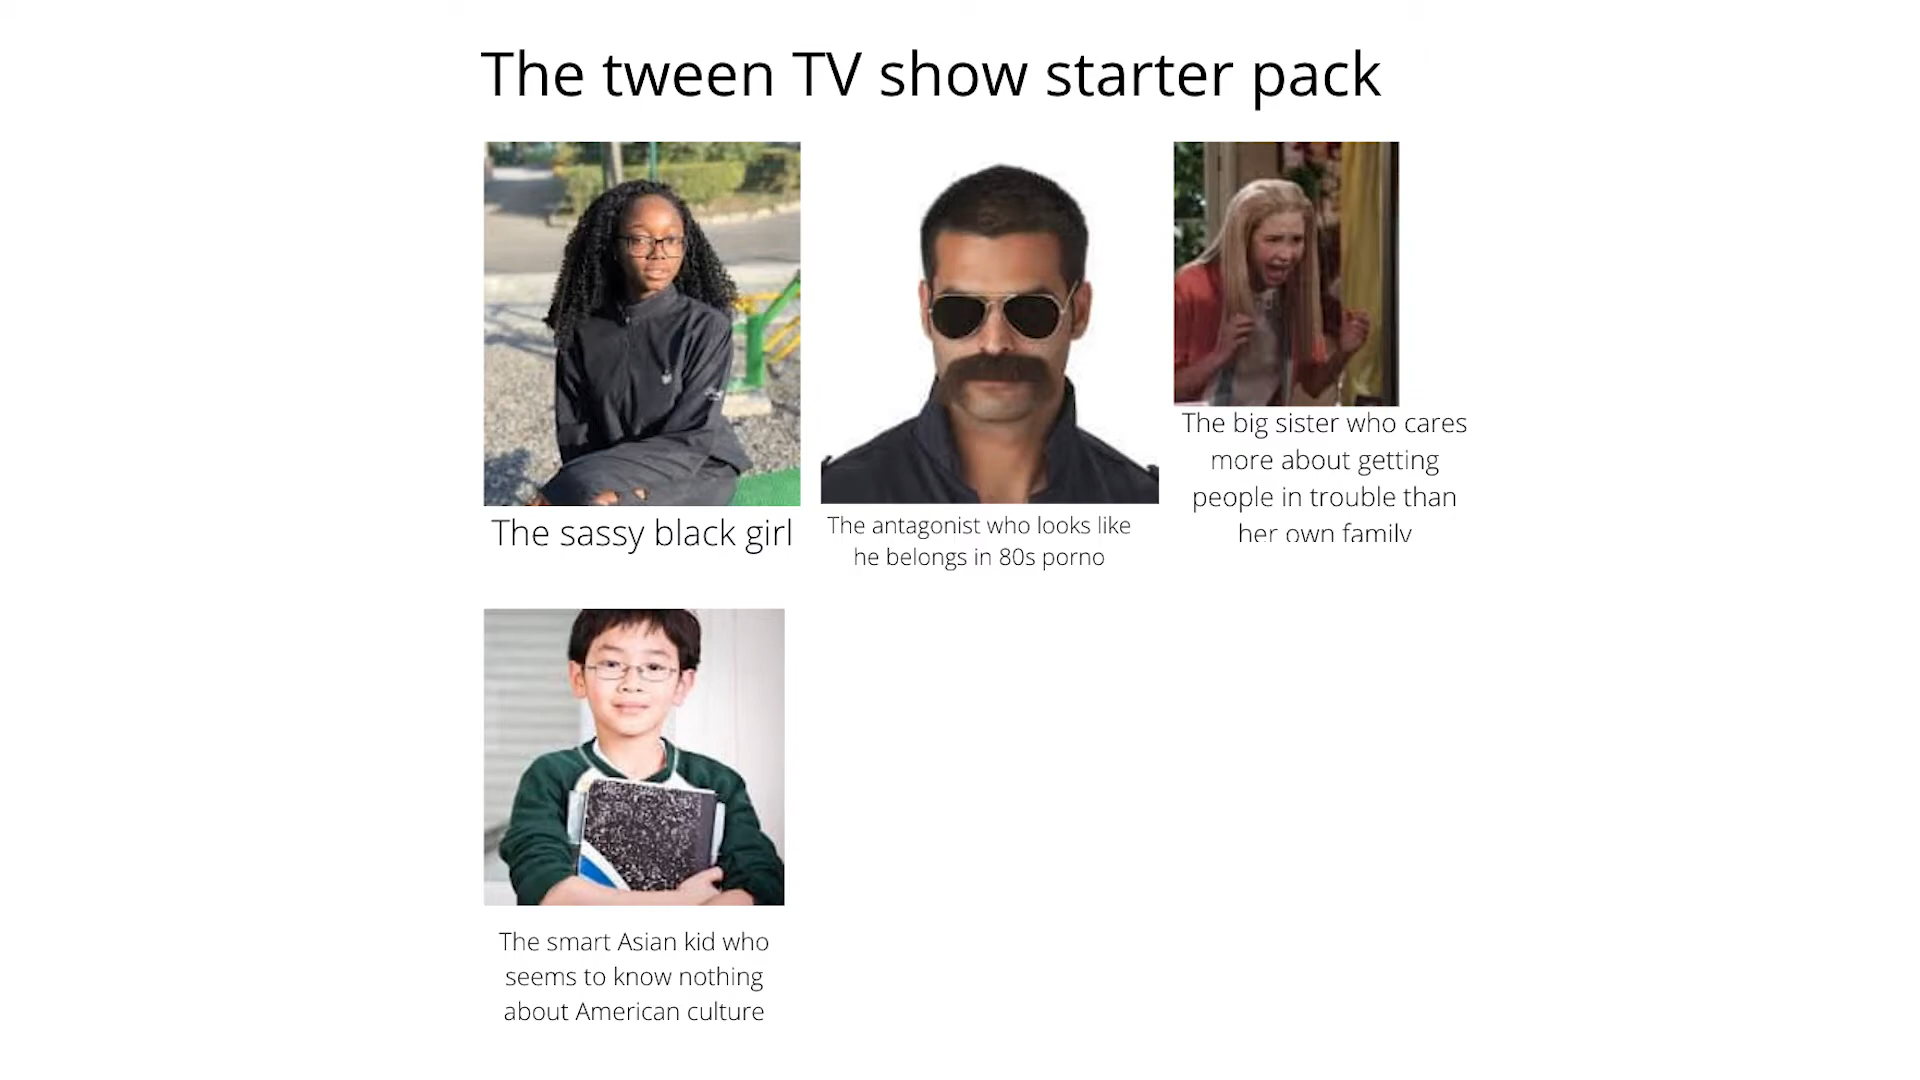 The tween TV show starter pack
The sassy black girl
The antagonist who looks like
he belongs in 80s porno
The big sister who cares
more about getting
people in trouble than
her own family
The smart Asian kid who
seems to know nothing
about American culture